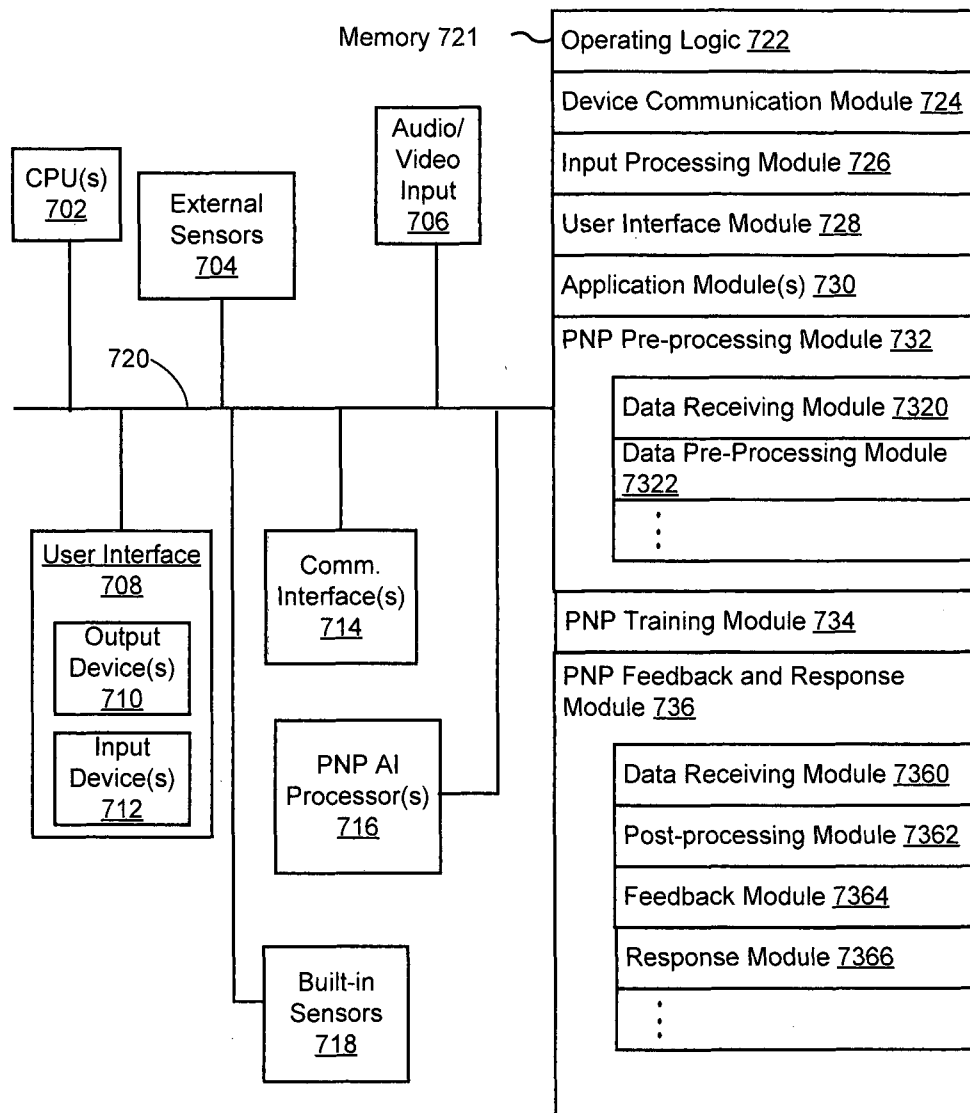 Memory 721
Operating Logic 722
Device Communication Module 724
Input Processing Module 726
User Interface Module 728
Application Module(s) 730
PNP Pre-processing Module 732
Data Receiving Module 7320
Data Pre-Processing Module
7322
PNP Training Module 734
PNP Feedback and Response
Module 736
Data Receiving Module 7360
Post-processing Module 7362
Feedback Module 7364
Response Module 7366
CPU(s)
702
External
Sensors
704
Audio/
Video
Input
706
720
User Interface
708
Output
Device(s)
710
Input
Device(s)
712
Comm.
Interface(s)
714
PNP AI
Processor(s)
716
Built-in
Sensors
718